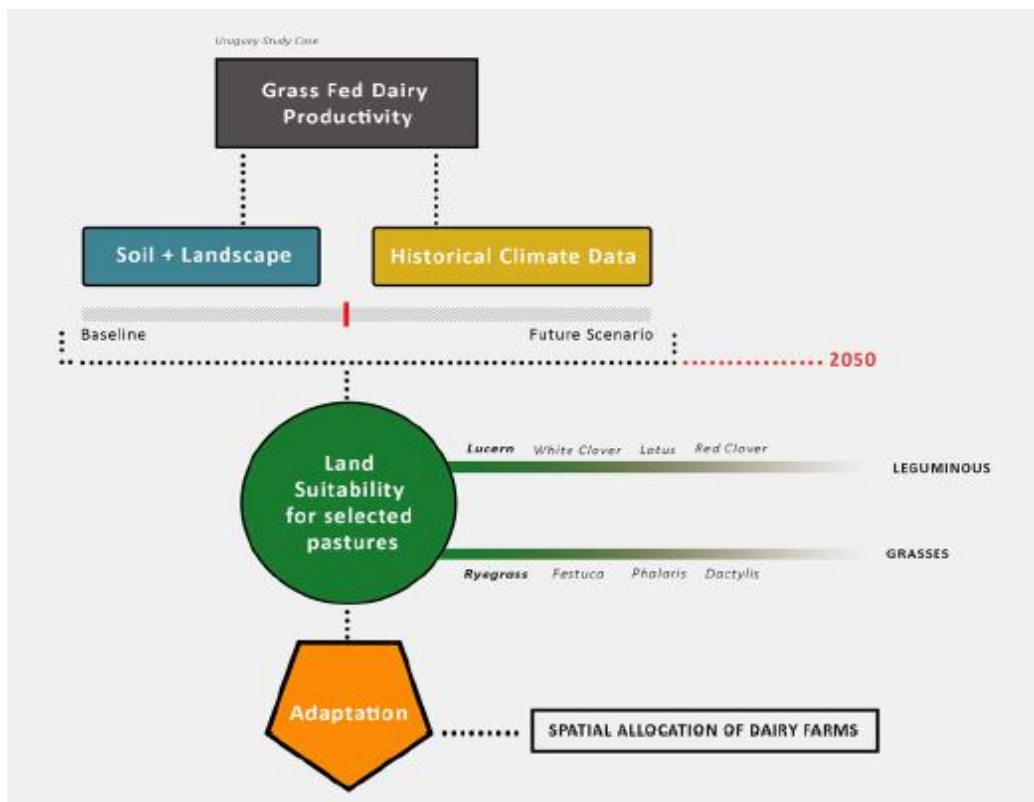 Uruguay Study Case
Grass Fed Dairy
Productivity
Soil + Landscape
Historical Climate Data
Baseline
Future Scenario
2050
Land
Suitability
for selected
pastures
Lucern White Clover Lotus Red Clover
LEGUMINOUS
GRASSES
Ryegrass Festuca Phalaris Dactylis
Adaptation
SPATIAL ALLOCATION OF DAIRY FARMS